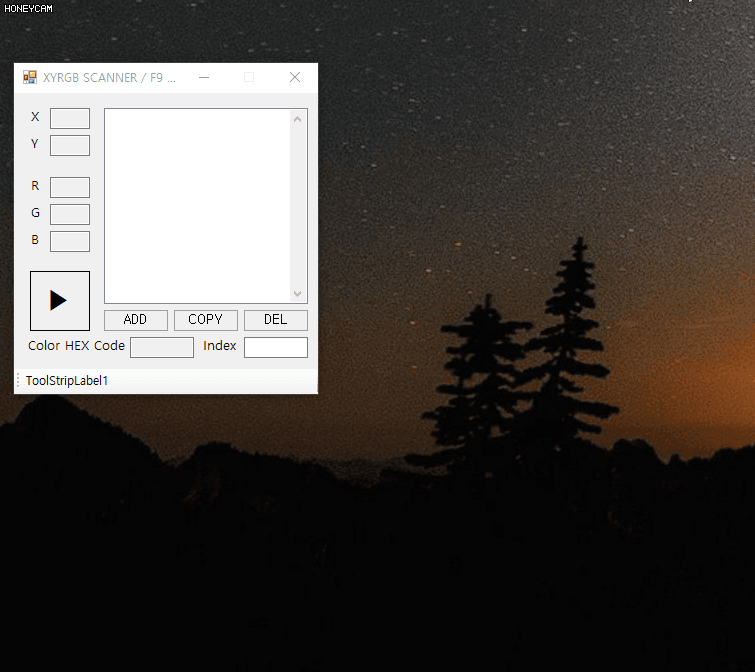 HONEYCAM
XYRGB SCANNER / F9 ...
X
Y
R
G
B
ADD COPY DEL
Color HEX Code Index
ToolStripLabel1